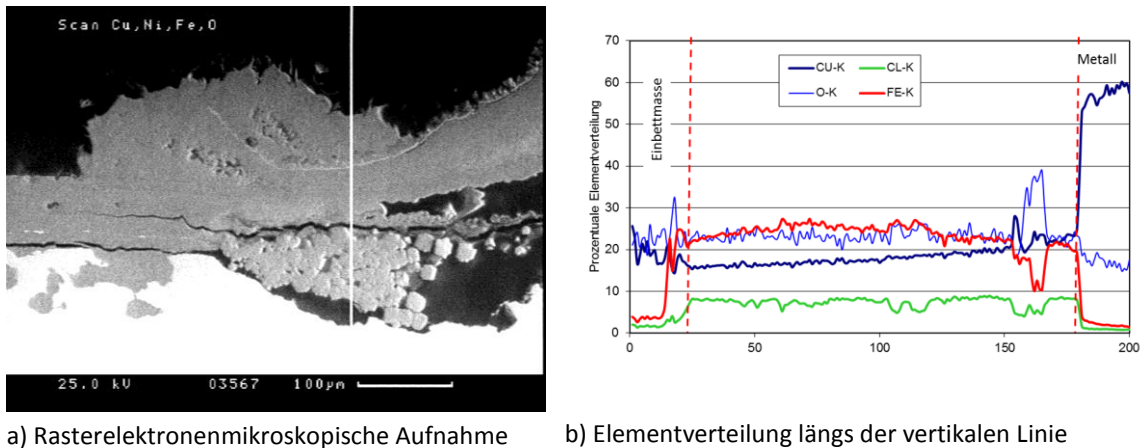 Scan Cu,Ni,Fe,O
25.0 kV 03567 100µm
a) Rasterelektronenmikroskopische Aufnahme
Prozentuale Elementverteilung
70
60
50
40
30
20
10
0
Einbettmasse
Metall
CU-K CL-K
O-K FE-K
0 50 100 150 200
b) Elementverteilung längs der vertikalen Linie